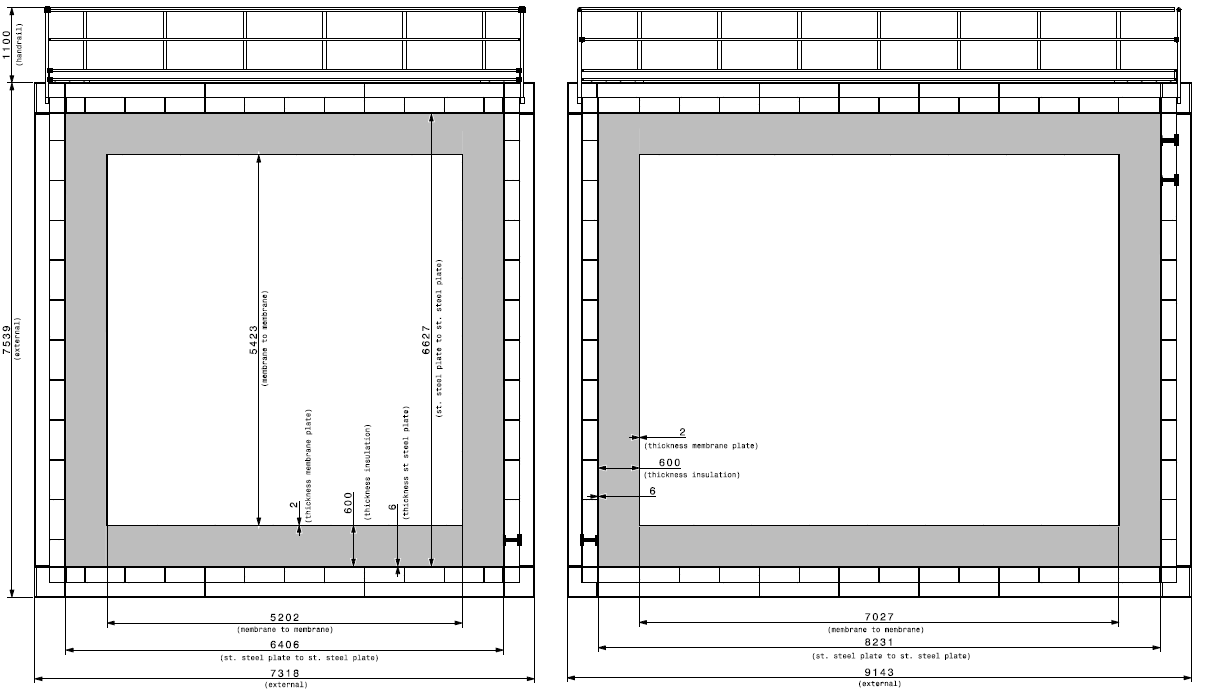 1100
(handrail)
7539
(external)
5423
(membrane to membrane)
6627
(st. steel plate to st. steel plate)
2
(thickness membrane plate)
600
(thickness insulation)
6
(thickness st steel plate)
5202
(membrane to membrane)
6406
(st. steel plate to st. steel plate)
7318
(external)
2
(thickness membrane plate)
600
(thickness insulation)
6
7027
(membrane to membrane)
8231
(st. steel plate to st. steel plate)
9143
(external)